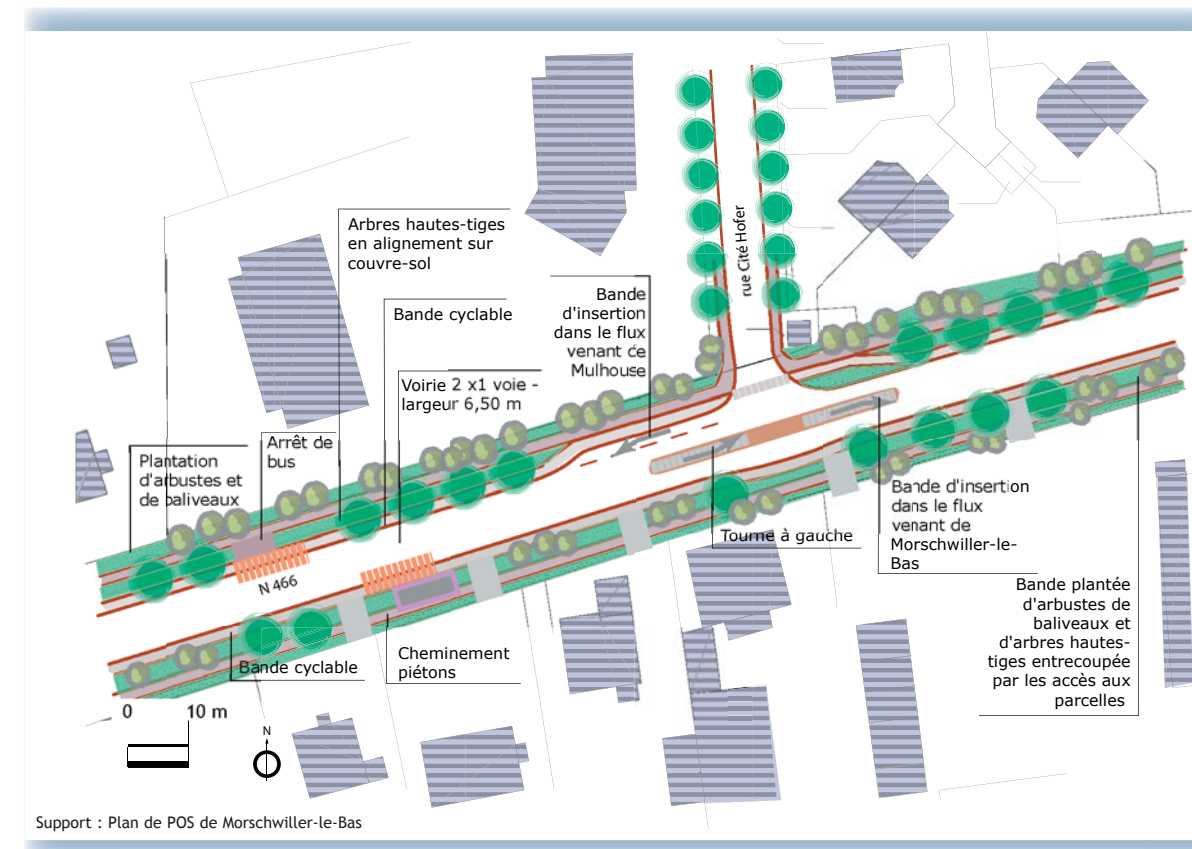 Arbres hautes-tiges
en alignement sur
couvre-sol
rue Cité Hofer
Bande
d'insertion
dans le flux
venant de
Mulhouse
Bande cyclable
Voirie 2 x1 voie -
largeur 6,50 m
Arrêt de
bus
Plantation
d'arbustes et
de baliveaux
Bande d'insertion
dans le flux
venant de
Morschwiller-le-
Bas
Tourne à gauche
N 466
Bande plantée
d'arbustes de
baliveaux et
d'arbres hautes-
tiges entrecoupée
par les accès aux
parcelles
Cheminement
piétons
Bande cyclable
0 10 m
N
Support : Plan de POS de Morschwiller-le-Bas